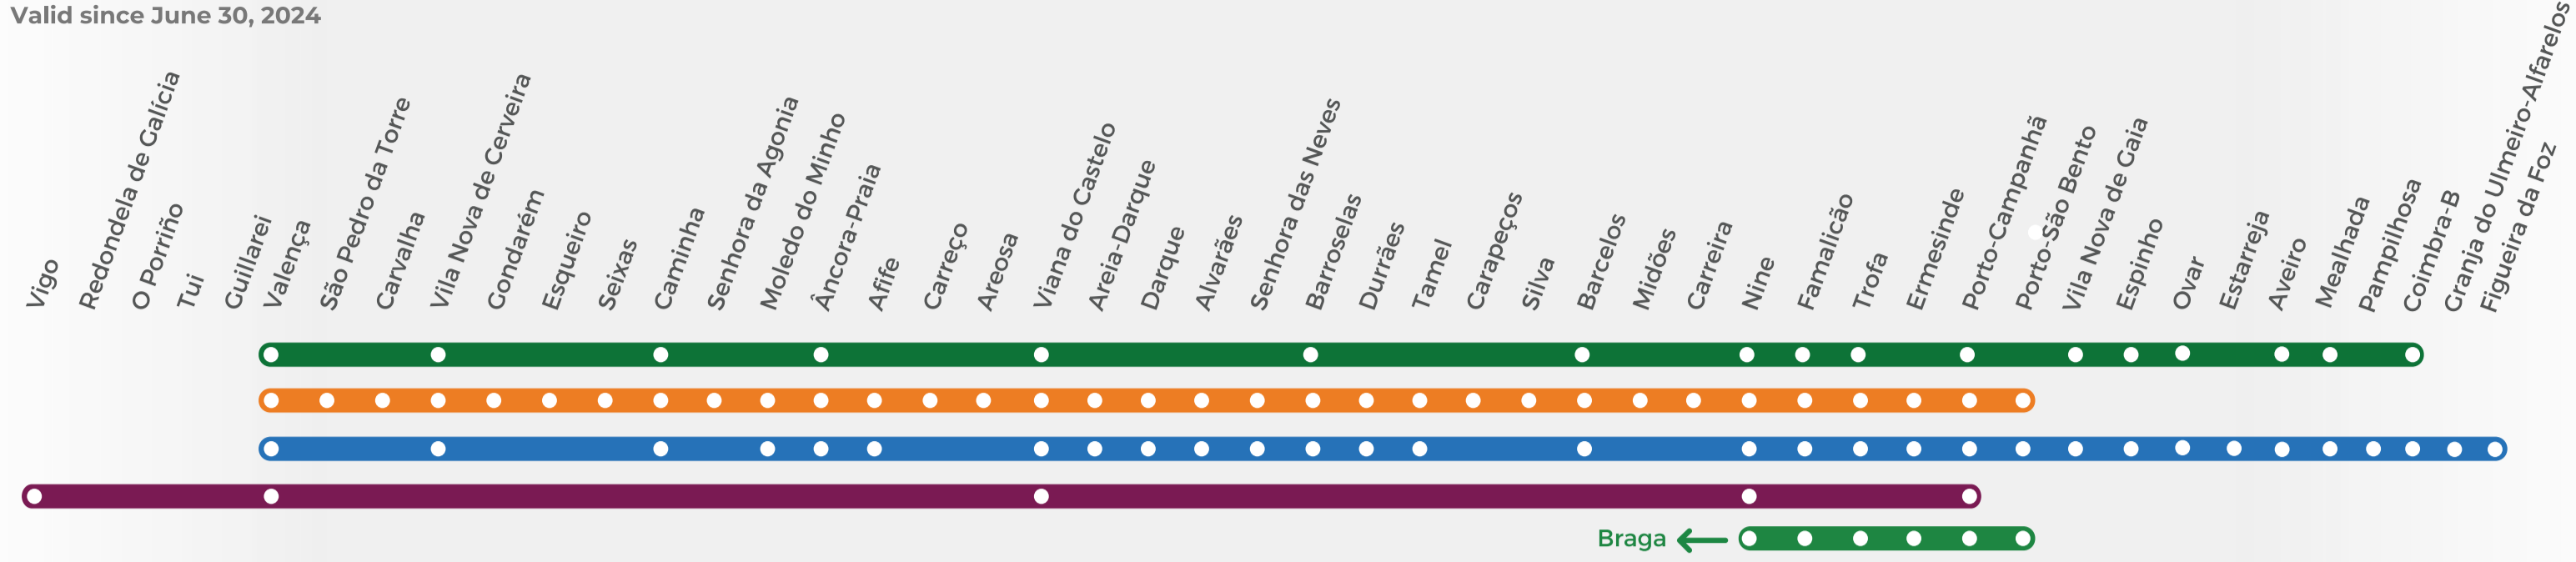 Valid since June 30, 2024
Vigo
Redondela de Galícia
O Porriño
Tui
Guillarei
Valença
São Pedro da Torre
Carvalha
Vila Nova de Cerveira
Gondarém
Esqueiro
Seixas
Caminha
Senhora da Agonia
Moledo do Minho
Âncora-Praia
Afife
Carreço
Areosa
Viana do Castelo
Areia-Darque
Darque
Alvarães
Senhora das Neves
Barroselas
Durrães
Tamel
Carapeços
Silva
Barcelos
Midões
Carreira
Nine
Famalicão
Trofa
Ermesinde
Porto-Campanhã
Porto-São Bento
Vila Nova de Gaia
Espinho
Ovar
Estarreja
Aveiro
Mealhada
Pampilhosa
Coimbra-B
Granja do Ulmeiro-Alfarelos
Figueira da Foz
Braga